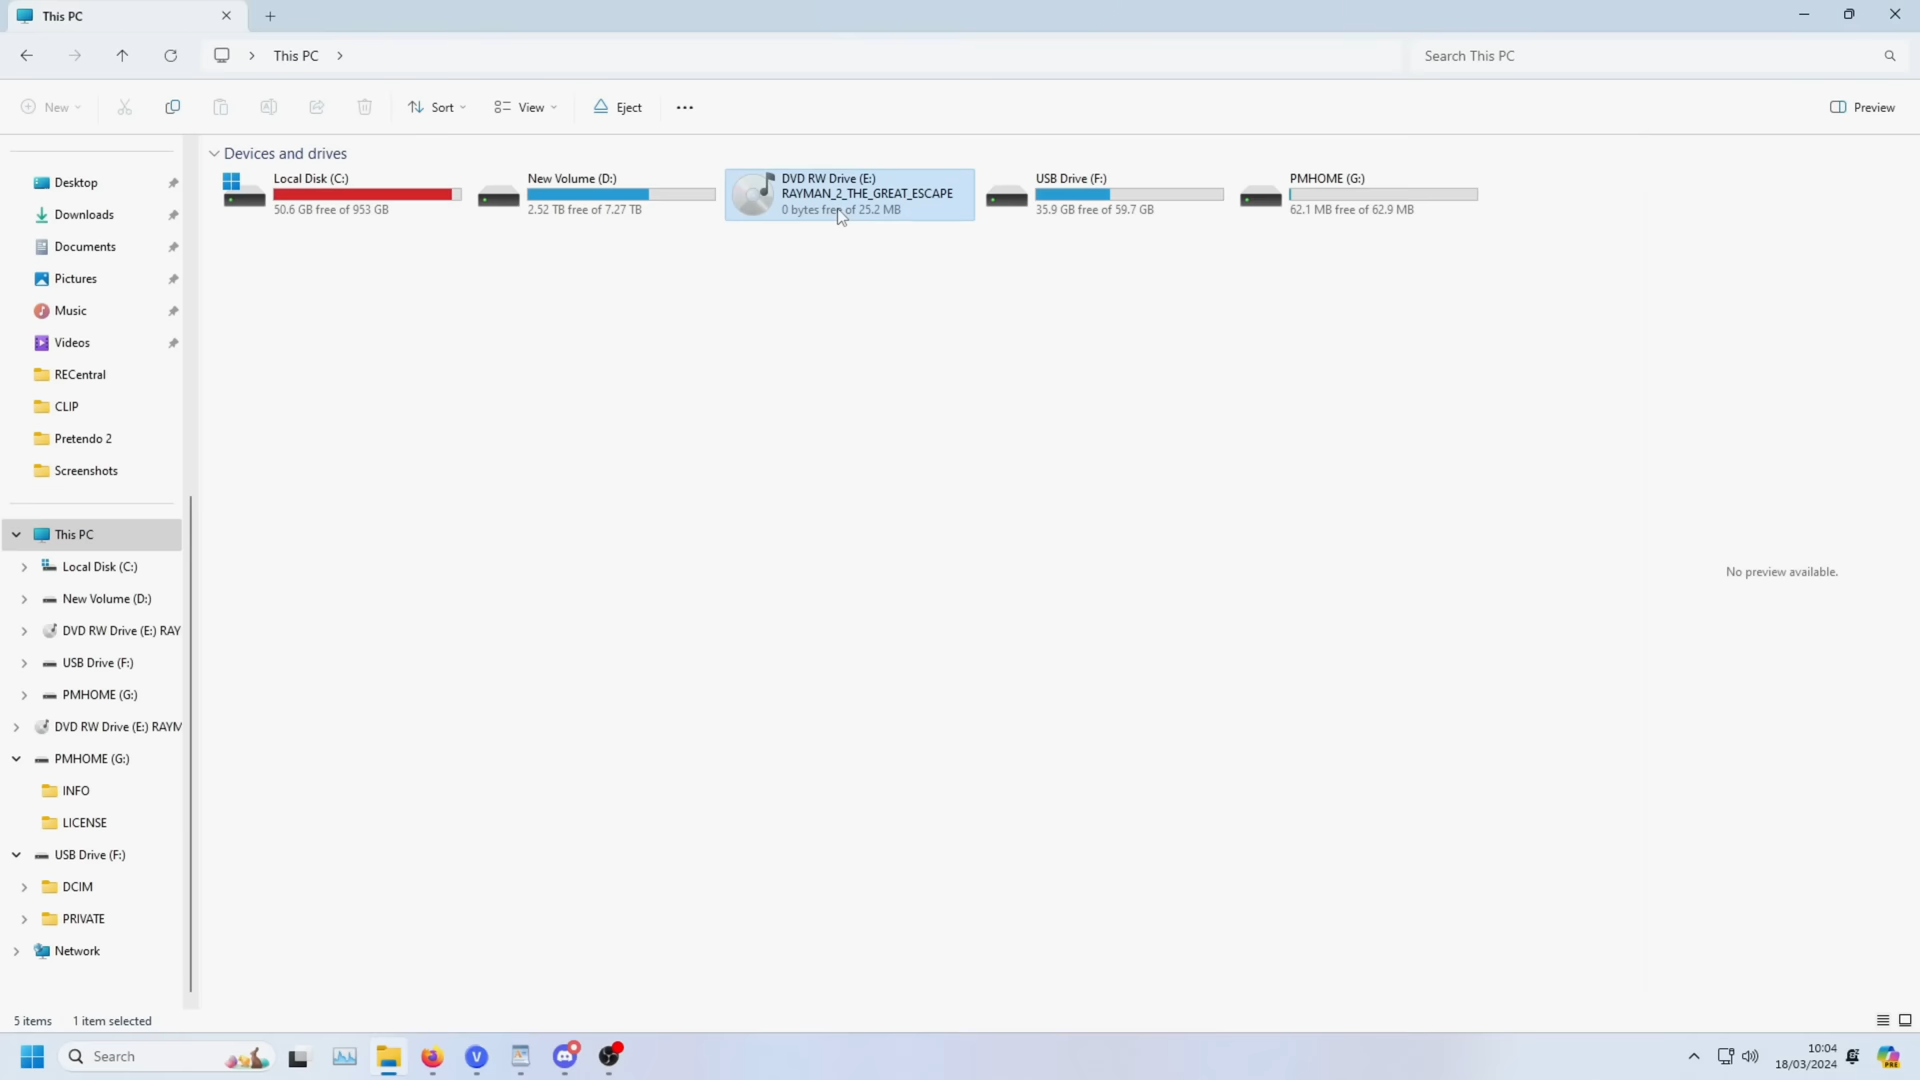 This PC
This PC
Search This PC
New
Sort
View
Eject
Preview
Devices and drives
Local Disk (C:)
50.6 GB free of 953 GB
New Volume (D:)
2.52 TB free of 7.27 TB
DVD RW Drive (E:)
RAYMAN_2_THE_GREAT_ESCAPE
0 bytes free of 25.2 MB
USB Drive (F:)
35.9 GB free of 59.7 GB
PMHOME (G:)
62.1 MB free of 62.9 MB
Desktop
Downloads
Documents
Pictures
Music
Videos
RECentral
CLIP
Pretendo 2
Screenshots
This PC
Local Disk (C:)
New Volume (D:)
DVD RW Drive (E:) RAY
USB Drive (F:)
PMHOME (G:)
DVD RW Drive (E:) RAYM
PMHOME (G:)
INFO
LICENSE
USB Drive (F:)
DCIM
PRIVATE
Network
No preview available.
5 items
1 item selected
Search
V
10:04
18/03/2024
PRE